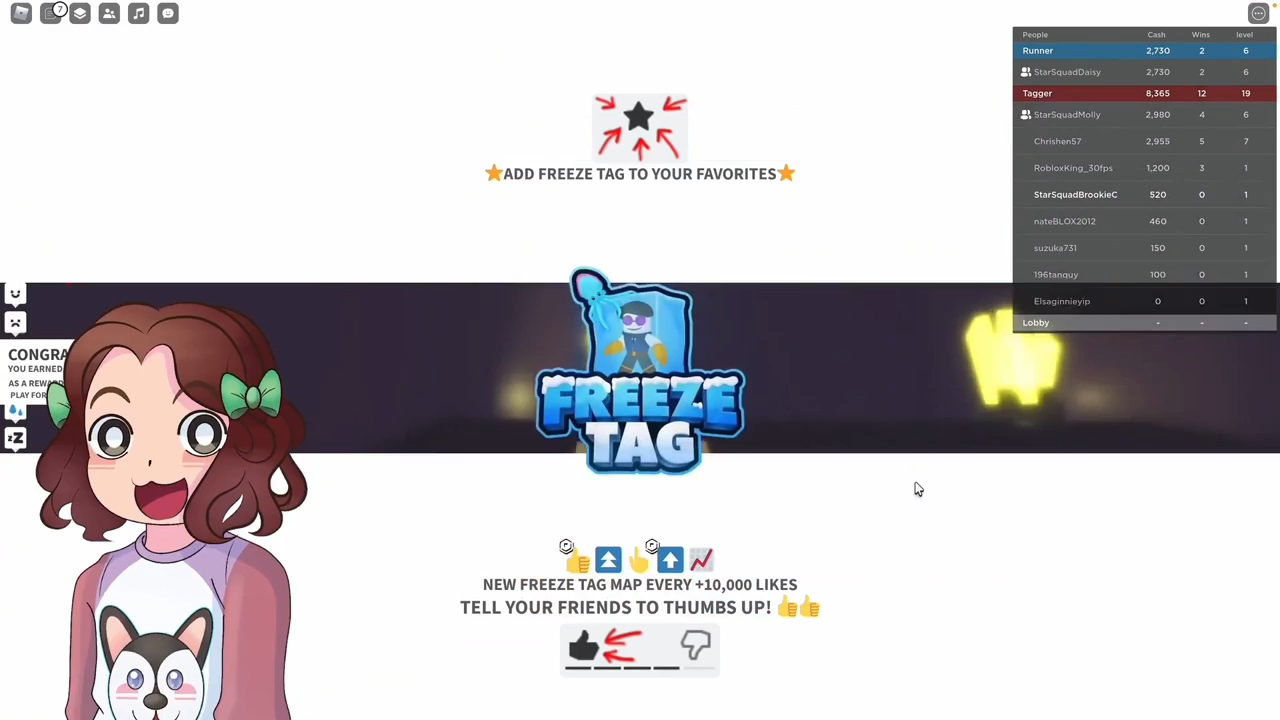 7
People Cash Wins level
Runner 2,730 2 6
StarSquadDaisy 2,730 2 6
Tagger 8,365 12 19
StarSquadMolly 2,980 4 6
Chrishen57 2,955 5 7
RobloxKing_30fps 1,200 3 1
StarSquadBrookieC 520 0 1
nateBLOX2012 460 0 1
suzuka731 150 0 1
196tanquy 100 0 1
Elsaginnieyip 0 0 1
Lobby - - -
⭐ADD FREEZE TAG TO YOUR FAVORITES⭐
CONGRA
YOU EARNED
AS A REWARD
PLAY FOR
zZ
FREEZE
TAG
NEW FREEZE TAG MAP EVERY +10,000 LIKES
TELL YOUR FRIENDS TO THUMBS UP! 👍👍